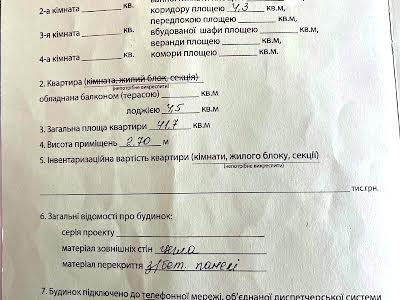 2-а кімната кв. коридору площею 4,3 кв.м
передпокою площею кв.м,
3-я кімната кв. вбудованої шафи площею кв.м,
веранди площею кв.м,
4-а кімната кв. комори площею кв.м.
2. Квартира (кімната, жилий блок, секція)
(непотрібне викреслити)
обладнана балконом (терасою) кв.м
лоджією 4,5 кв.м
3. Загальна площа квартири 41,7 кв.м
4. Висота приміщень 2.70 м
5. Інвентаризаційна вартість квартири (кімнати, жилого блоку, секції)
(непотрібне викреслити)
тис.грн.
6. Загальні відомості про будинок:
серія проекту
матеріал зовнішніх стін цегла
матеріал перекриття з/бет. панелі
7. Будинок підключено до телефонної мережі, об'єднаної диспетчерської системи